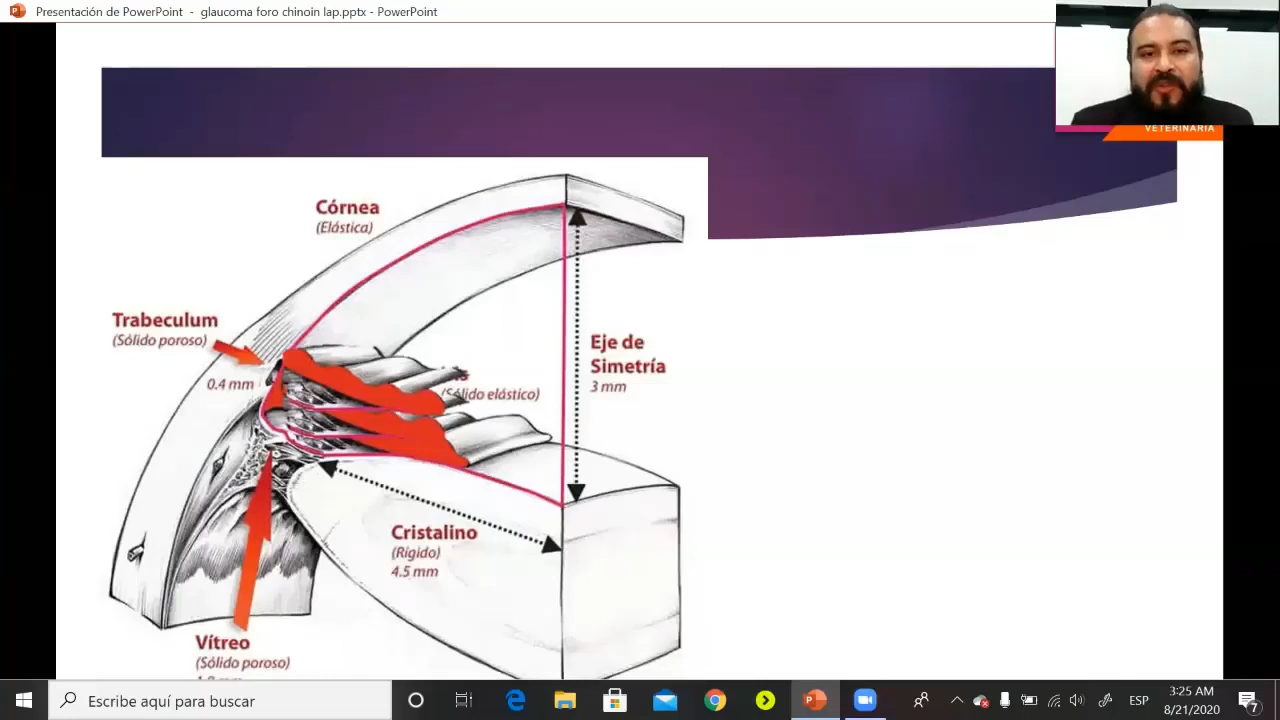 Presentación de PowerPoint - glaucoma foro chinoin lap.pptx - PowerPoint
VETERINARIA
Córnea
(Elástica)
Trabeculum
(Sólido poroso)
0.4 mm
(Sólido elástico)
Eje de
Simetría
3 mm
Cristalino
(Rígido)
4.5 mm
Vítreo
(Sólido poroso)
Escribe aquí para buscar
ESP
3:25 AM
8/21/2020
7